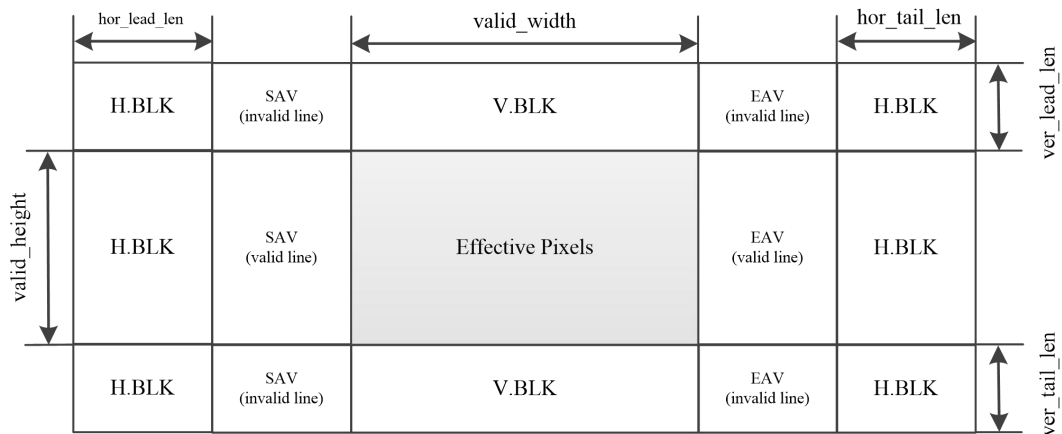 hor_lead_len
valid_width
hor_tail_len
H.BLK
SAV
(invalid line)
V.BLK
EAV
(invalid line)
H.BLK
ver_lead_len
valid_height
H.BLK
SAV
(valid line)
Effective Pixels
EAV
(valid line)
H.BLK
H.BLK
SAV
(invalid line)
V.BLK
EAV
(invalid line)
H.BLK
ver_tail_len